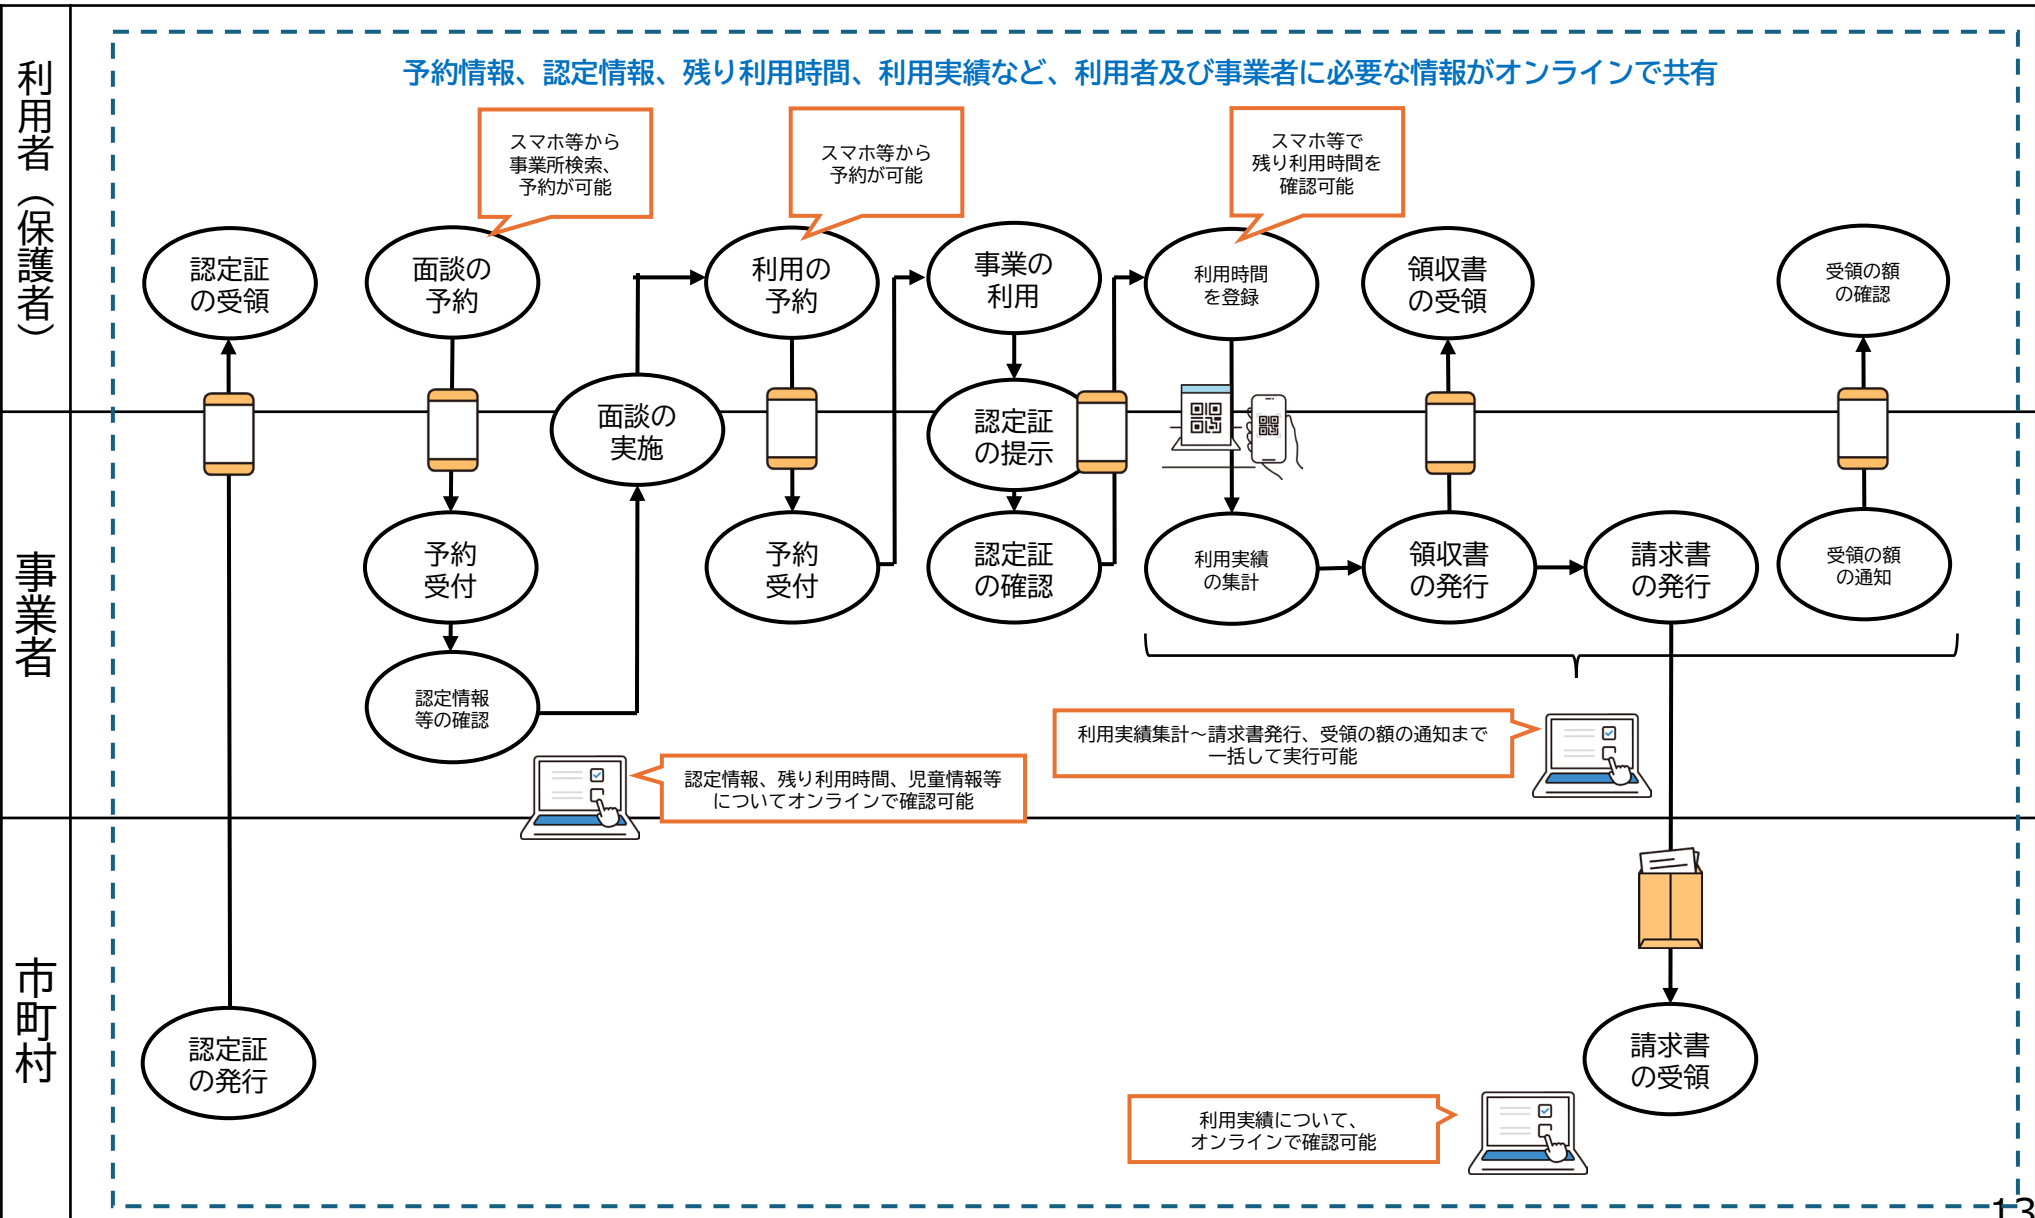 利用者（保護者）
予約情報、認定情報、残り利用時間、利用実績など、利用者及び事業者に必要な情報がオンラインで共有
スマホ等から
事業所検索、
予約が可能
スマホ等から
予約が可能
スマホ等で
残り利用時間を
確認可能
認定証
の受領
面談の
予約
利用の
予約
事業の
利用
利用時間
を登録
領収書
の受領
受領の額
の確認
面談の
実施
認定証
の提示
事業者
予約
受付
予約
受付
認定証
の確認
利用実績
の集計
領収書
の発行
請求書
の発行
受領の額
の通知
認定情報
等の確認
認定情報、残り利用時間、児童情報等
についてオンラインで確認可能
利用実績集計～請求書発行、受領の額の通知まで
一括して実行可能
市町村
認定証
の発行
請求書
の受領
利用実績について、
オンラインで確認可能
13